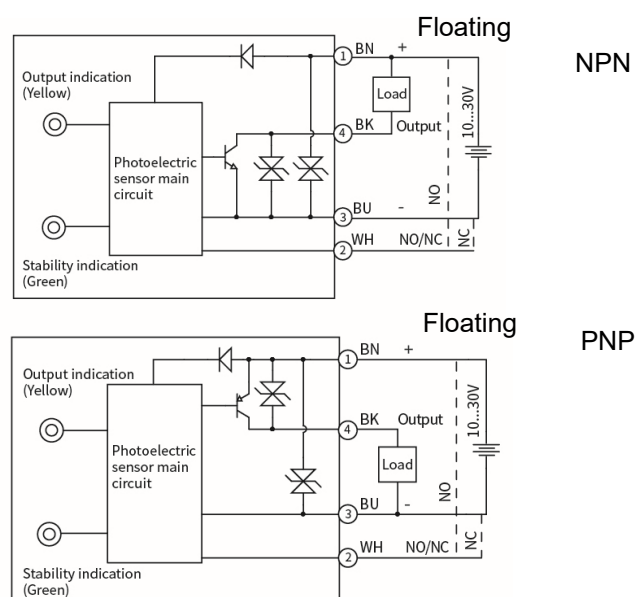 Floating
NPN
1 BN +
Output indication
(Yellow)
Load
10...30V
4 BK Output
Photoelectric
sensor main
circuit
NO
3 BU -
2 WH NO/NC NC
Stability indication
(Green)
Floating
PNP
1 BN +
Output indication
(Yellow)
10...30V
4 BK Output
Photoelectric
sensor main
circuit
Load
NO
3 BU -
2 WH NO/NC NC
Stability indication
(Green)